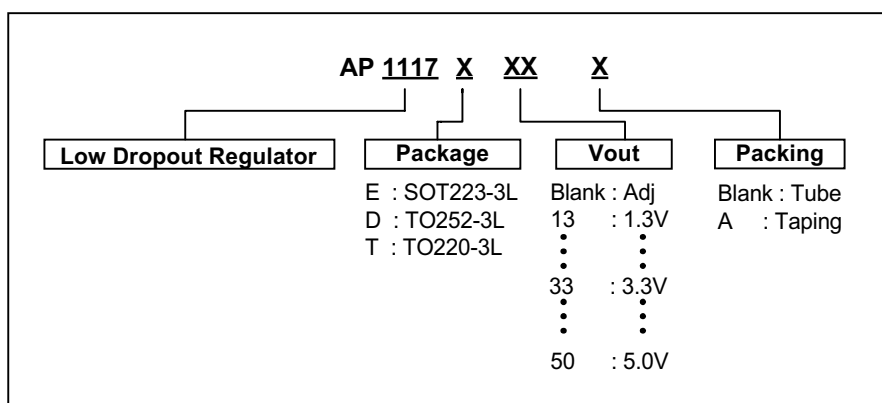 AP 1117 X XX X
Low Dropout Regulator
Package
Vout
Packing
E : SOT223-3L
D : TO252-3L
T : TO220-3L
Blank : Adj
13 : 1.3V
33 : 3.3V
50 : 5.0V
Blank : Tube
A : Taping